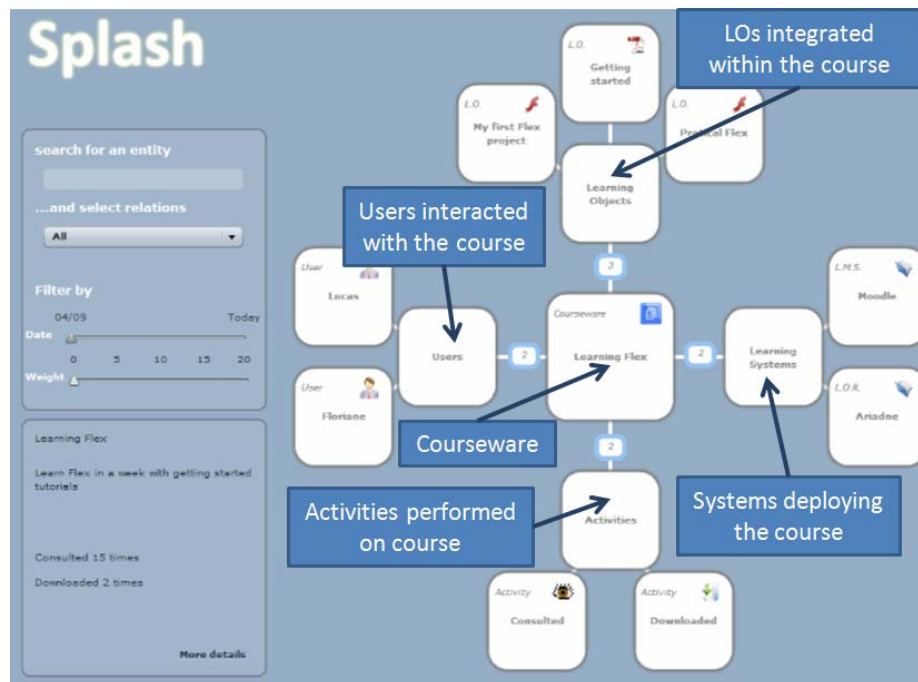 Splash
search for an entity
...and select relations
All
Filter by
04/09 Today
Date
0 5 10 15 20
Weight
Learning Flex
Learn Flex in a week with getting started
tutorials
Consulted 15 times
Downloaded 2 times
More details
L.O.
Getting
started
LOs integrated
within the course
L.O.
My first Flex
project
L.O.
Pratical Flex
Learning
Objects
3
Users interacted
with the course
User
Lucas
Users
2
Courseware
Learning Flex
2
Learning
Systems
L.M.S.
Moodle
User
Floriane
L.O.R.
Ariadne
Courseware
2
Activities performed
on course
Activities
Systems deploying
the course
Activity
Consulted
Activity
Downloaded